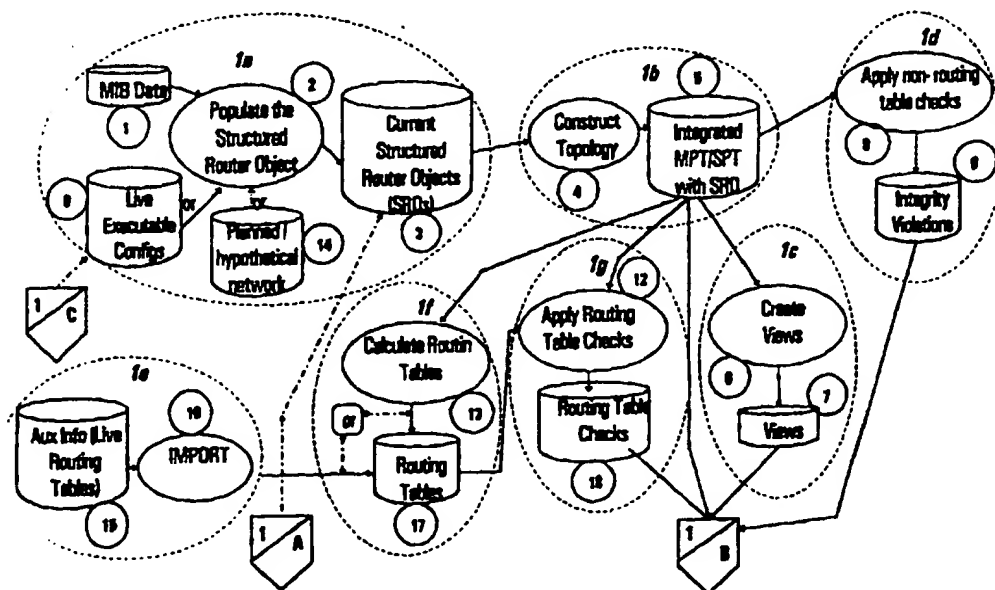 1a
MIB Data
1
2
Populate the
Structured
Router Object
Live
Executable
Configs
or
or
Planned /
hypothetical
network
14
Current
Structured
Router Objects
(SROs)
3
1
C
1b
5
Construct
Topology
4
Integrated
MPT/SPT
with SRO
1d
Apply non-routing
table checks
Integrity
Violations
1e
Aux Info (Live
Routing
Tables)
15
IMPORT
1
A
1f
Calculate Routin
Tables
or
13
Routing
Tables
17
1g
12
Apply Routing
Table Checks
Routing Table
Checks
18
1c
Create
Views
6
7
Views
1
B